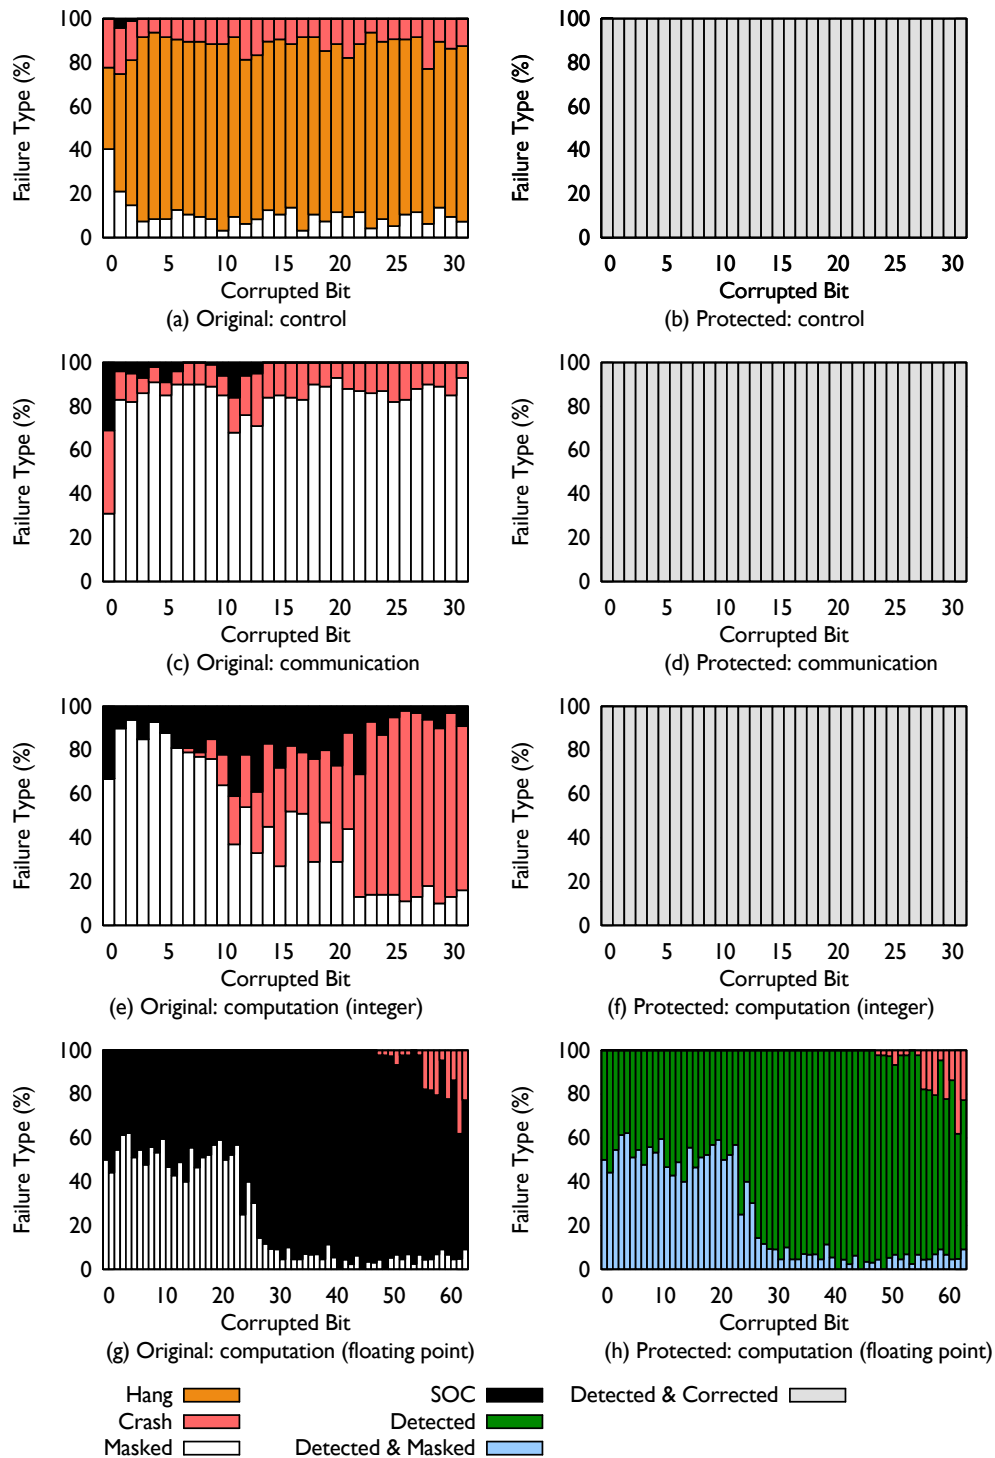 100
80
60
40
20
0
Failure Type (%)
0 5 10 15 20 25 30
Corrupted Bit
(a) Original: control
100
80
60
40
20
0
Failure Type (%)
0 5 10 15 20 25 30
Corrupted Bit
(b) Protected: control
100
80
60
40
20
0
Failure Type (%)
0 5 10 15 20 25 30
Corrupted Bit
(c) Original: communication
100
80
60
40
20
0
Failure Type (%)
0 5 10 15 20 25 30
Corrupted Bit
(d) Protected: communication
100
80
60
40
20
0
Failure Type (%)
0 5 10 15 20 25 30
Corrupted Bit
(e) Original: computation (integer)
100
80
60
40
20
0
Failure Type (%)
0 5 10 15 20 25 30
Corrupted Bit
(f) Protected: computation (integer)
100
80
60
40
20
0
Failure Type (%)
0 10 20 30 40 50 60
Corrupted Bit
(g) Original: computation (floating point)
100
80
60
40
20
0
Failure Type (%)
0 10 20 30 40 50 60
Corrupted Bit
(h) Protected: computation (floating point)
Hang SOC Detected & Corrected
Crash Detected
Masked Detected & Masked